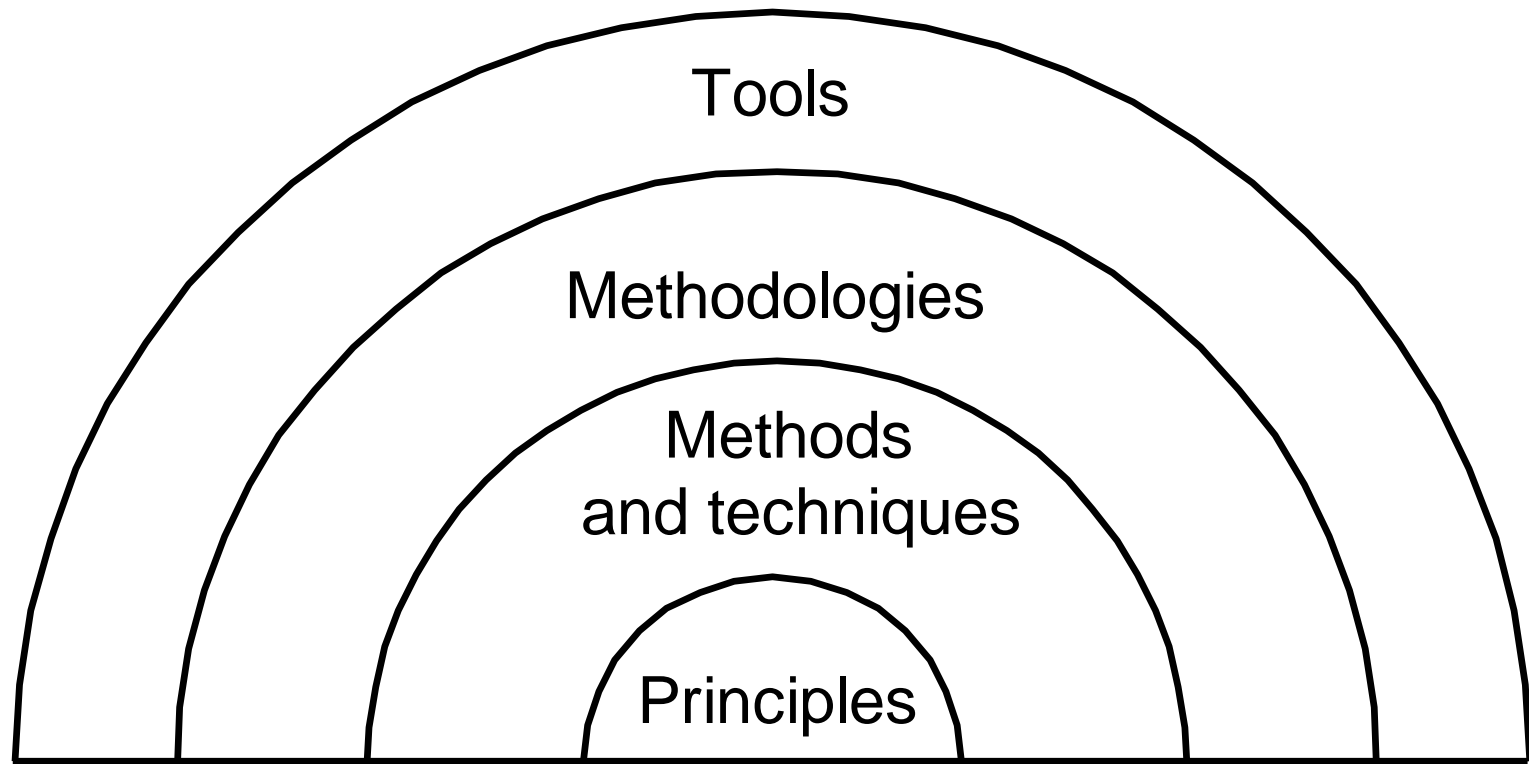 Tools
Methodologies
Methods
and techniques
Principles